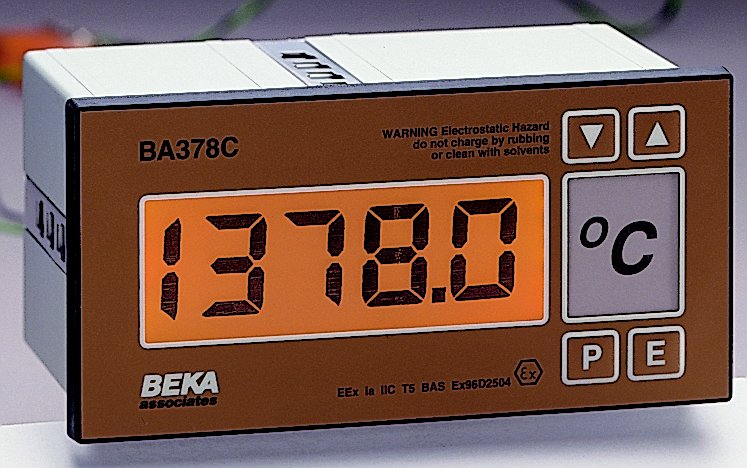 BA378C
WARNING Electrostatic Hazard
do not charge by rubbing
or clean with solvents
1378.0
°C
P E
BEKA
associates
EEx ia IIC T5 BAS Ex96D2504 Ex